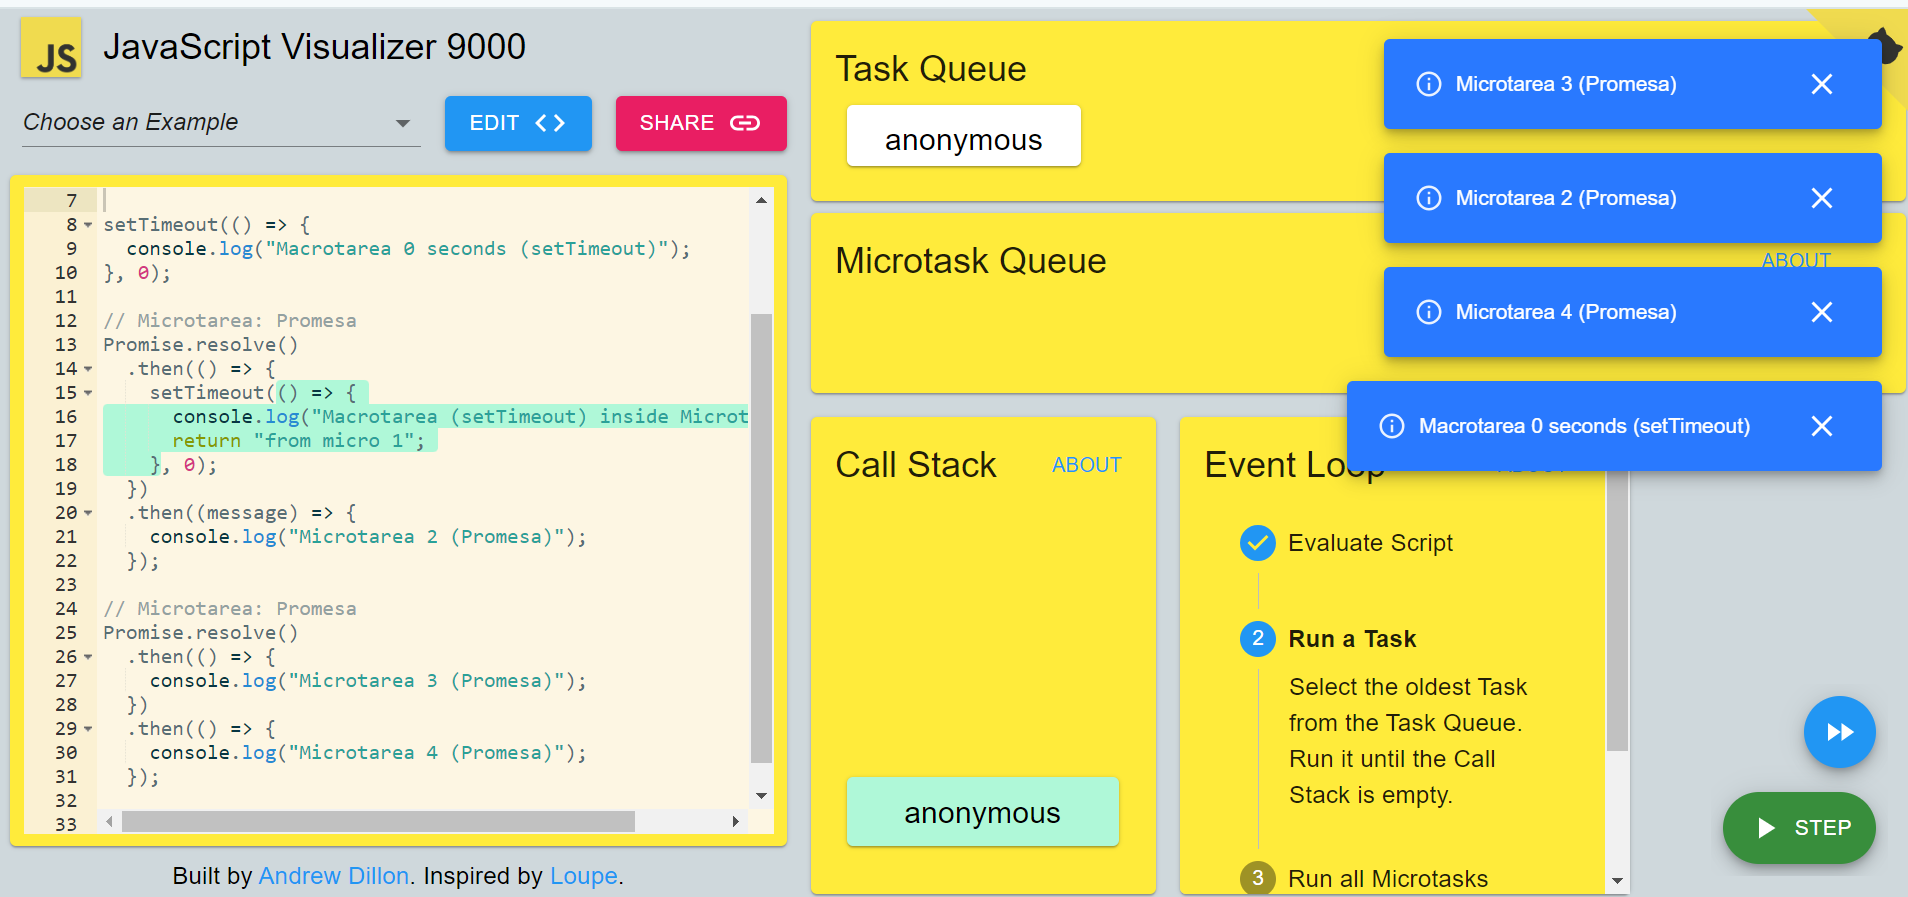 JS
JavaScript Visualizer 9000
Choose an Example
EDIT
SHARE
7
8 setTimeout(() => {
9 console.log("Macrotarea 0 seconds (setTimeout)");
10 }, 0);
11
12 // Microtarea: Promesa
13 Promise.resolve()
14 .then(() => {
15 setTimeout(() => {
16 console.log("Macrotarea (setTimeout) inside Microt
17 return "from micro 1";
18 }, 0);
19 })
20 .then((message) => {
21 console.log("Microtarea 2 (Promesa)");
22 });
23
24 // Microtarea: Promesa
25 Promise.resolve()
26 .then(() => {
27 console.log("Microtarea 3 (Promesa)");
28 })
29 .then(() => {
30 console.log("Microtarea 4 (Promesa)");
31 });
32
33
Built by Andrew Dillon. Inspired by Loupe.
Task Queue
anonymous
Microtask Queue
ABOUT
Microtarea 3 (Promesa)
Microtarea 2 (Promesa)
Microtarea 4 (Promesa)
Macrotarea 0 seconds (setTimeout)
Call Stack
ABOUT
anonymous
Event Loop
Evaluate Script
2 Run a Task
Select the oldest Task
from the Task Queue.
Run it until the Call
Stack is empty.
3 Run all Microtasks
STEP